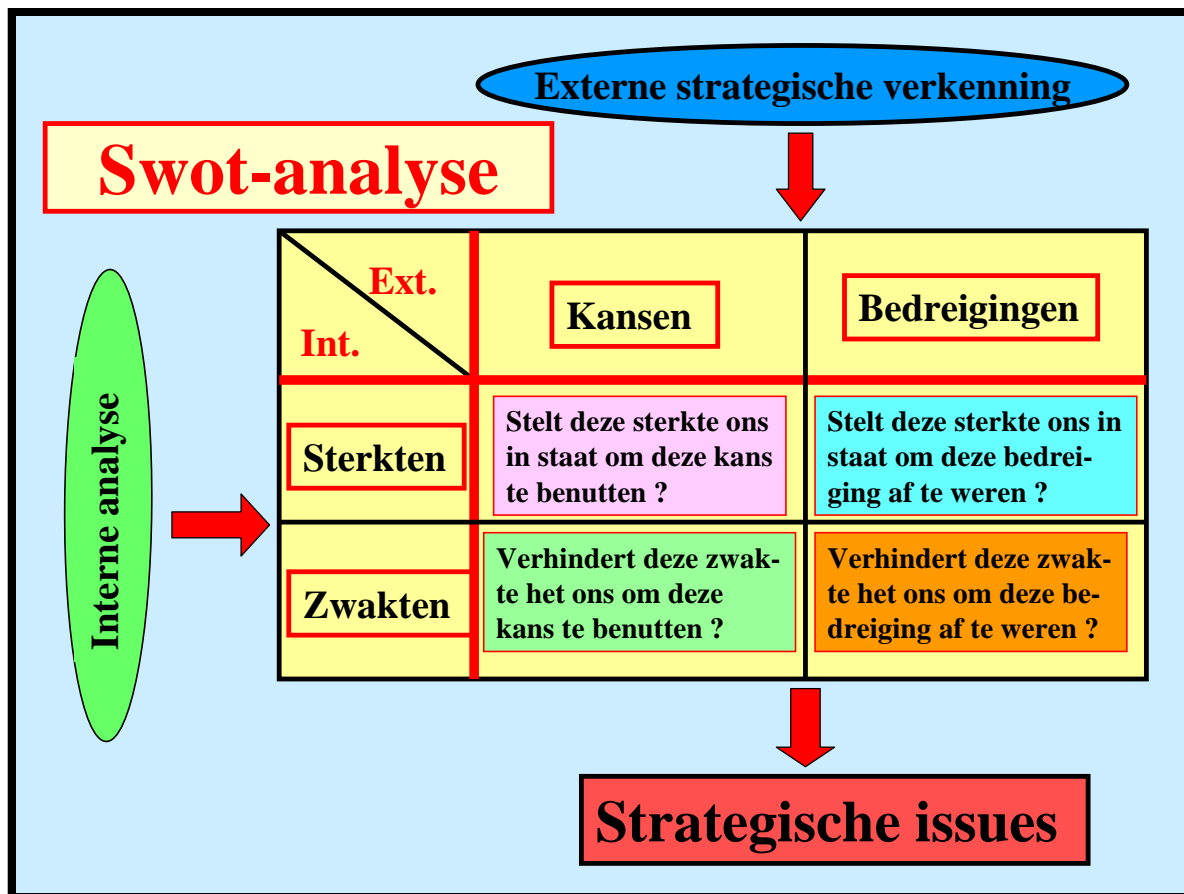 Externe strategische verkenning
Swot-analyse
Interne analyse
Ext.
Int.
Kansen
Bedreigingen
Sterkten
Stelt deze sterkte ons
in staat om deze kans
te benutten ?
Stelt deze sterkte ons in
staat om deze bedrei-
ging af te weren ?
Zwakten
Verhindert deze zwak-
te het ons om deze
kans te benutten ?
Verhindert deze zwak-
te het ons om deze be-
dreiging af te weren ?
Strategische issues